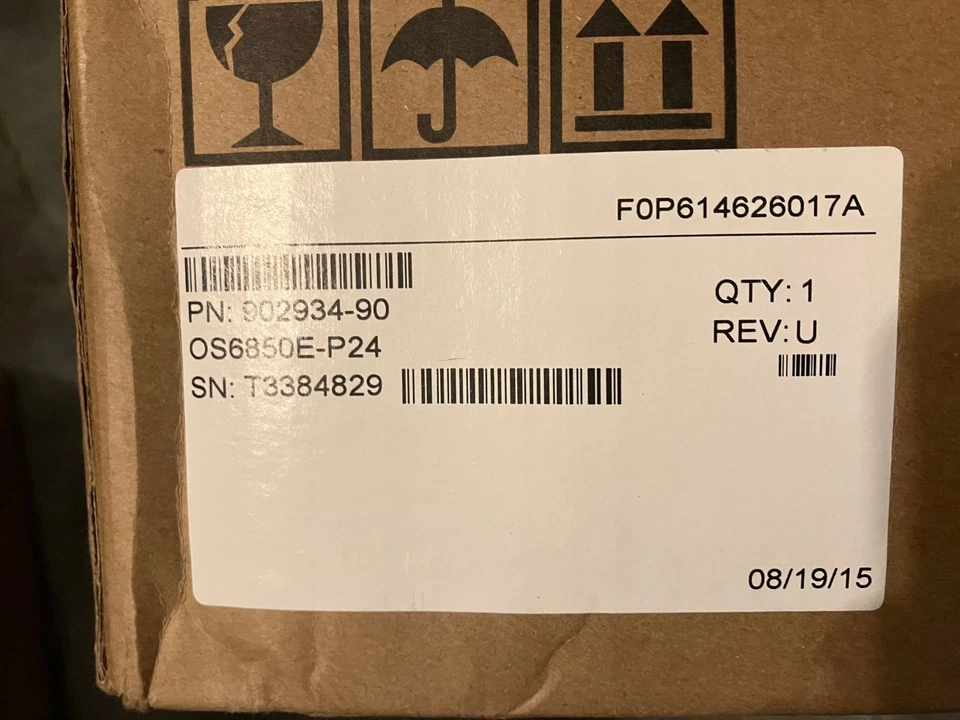 F0P614626017A
PN: 902934-90
QTY: 1
OS6850E-P24
REV: U
SN: T3384829
08/19/15